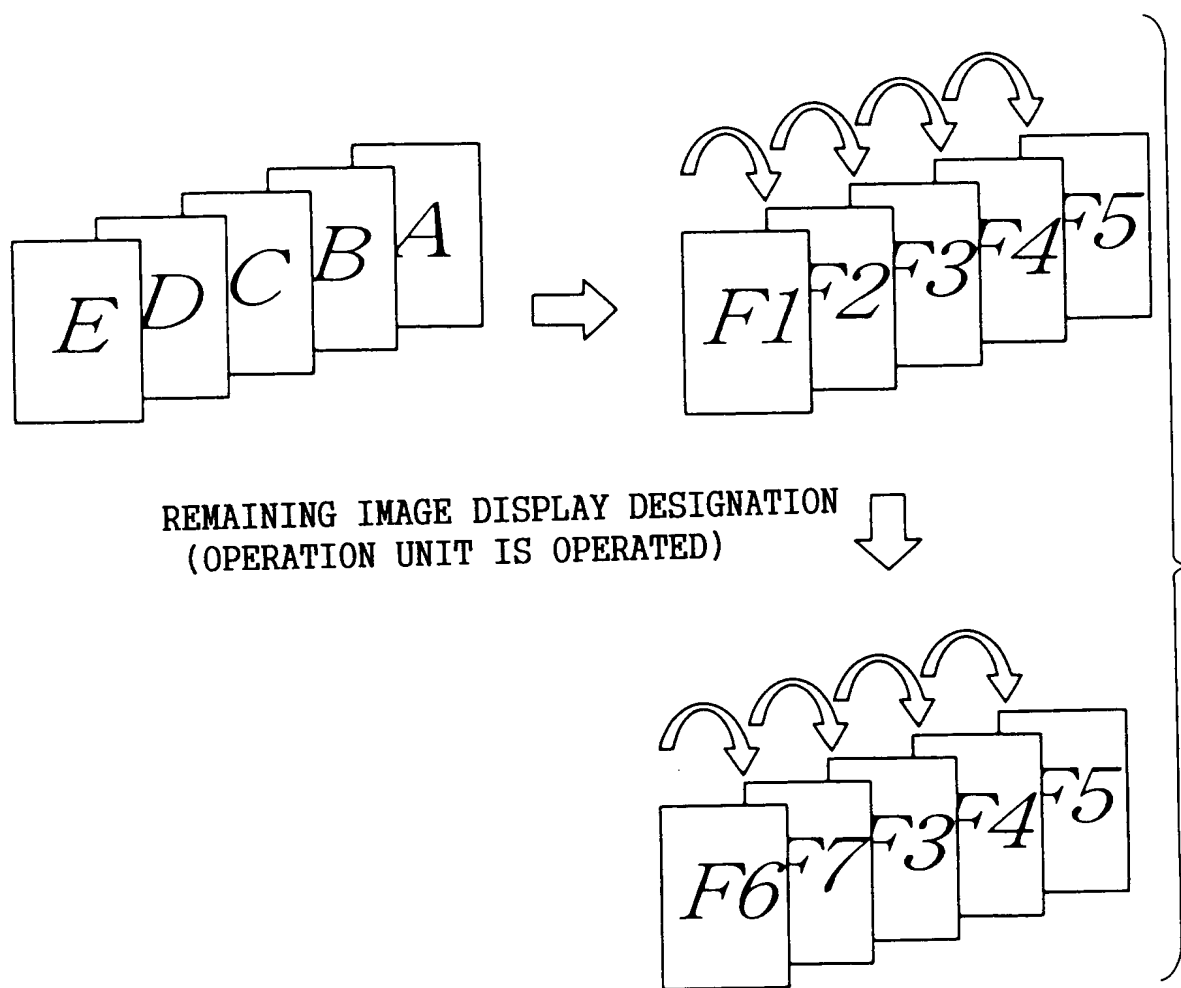 E D C B A
F1 F2 F3 F4 F5
REMAINING IMAGE DISPLAY DESIGNATION
(OPERATION UNIT IS OPERATED)
F6 F7 F3 F4 F5